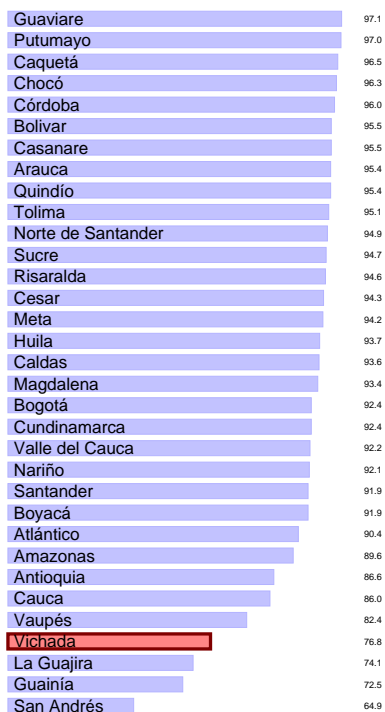 Guaviare 97.1
Putumayo 97.0
Caquetá 96.5
Chocó 96.3
Córdoba 96.0
Bolivar 95.5
Casanare 95.5
Arauca 95.4
Quindío 95.4
Tolima 95.1
Norte de Santander 94.9
Sucre 94.7
Risaralda 94.6
Cesar 94.3
Meta 94.2
Huila 93.7
Caldas 93.6
Magdalena 93.4
Bogotá 92.4
Cundinamarca 92.4
Valle del Cauca 92.2
Nariño 92.1
Santander 91.9
Boyacá 91.9
Atlántico 90.4
Amazonas 89.6
Antioquia 86.6
Cauca 86.0
Vaupés 82.4
Vichada 76.8
La Guajira 74.1
Guainía 72.5
San Andrés 64.9